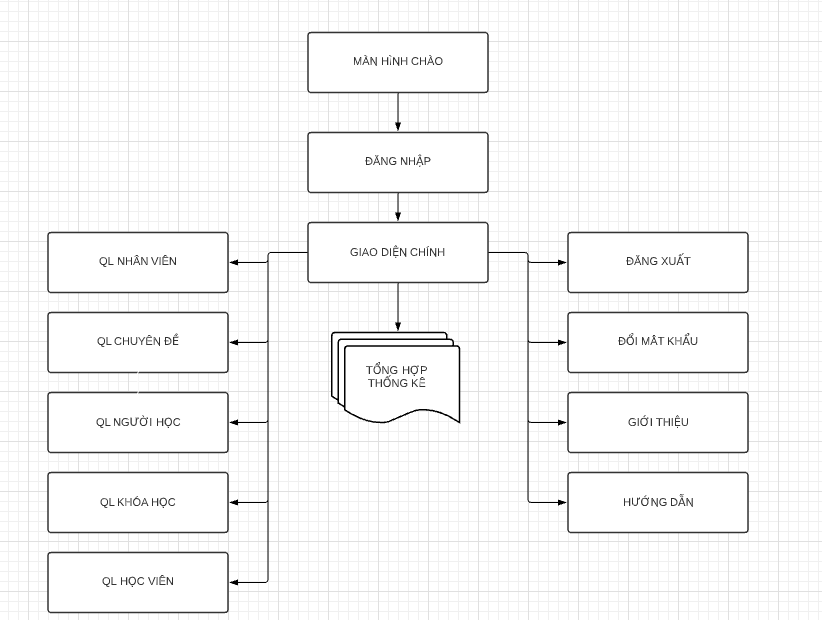 MÀN HÌNH CHÀO
ĐĂNG NHẬP
GIAO DIỆN CHÍNH
QL NHÂN VIÊN
QL CHUYÊN ĐỀ
QL NGƯỜI HỌC
QL KHÓA HỌC
QL HỌC VIÊN
TỔNG HỢP
THỐNG KÊ
ĐĂNG XUẤT
ĐỔI MẬT KHẨU
GIỚI THIỆU
HƯỚNG DẪN